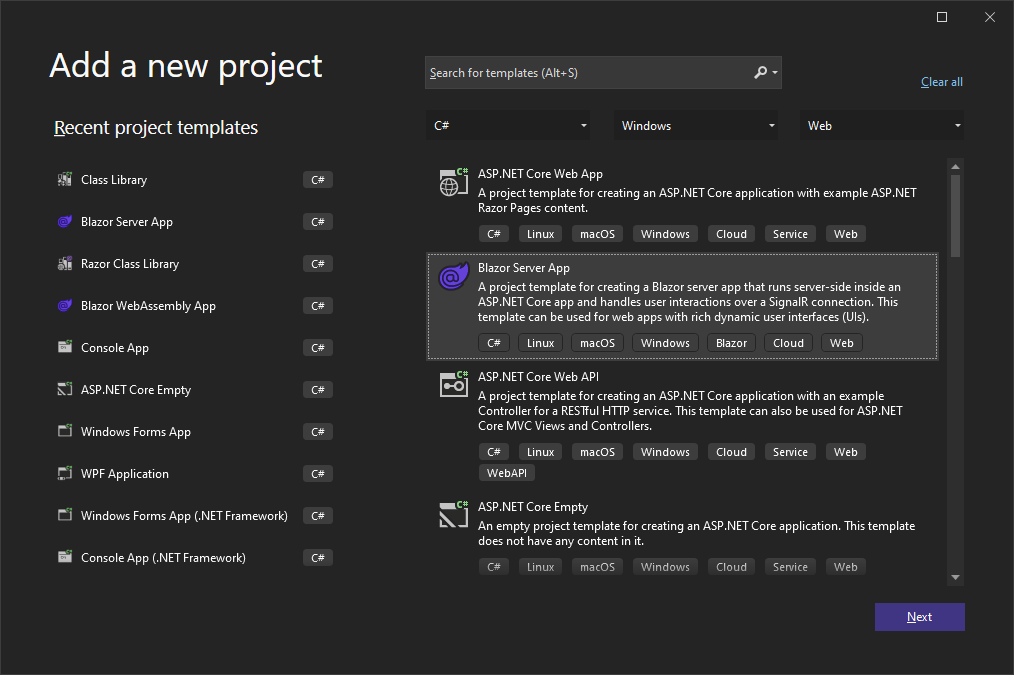 Add a new project
Search for templates (Alt+S)
Clear all
Recent project templates
C#
Windows
Web
Class Library C#
Blazor Server App C#
Razor Class Library C#
Blazor WebAssembly App C#
Console App C#
ASP.NET Core Empty C#
Windows Forms App C#
WPF Application C#
Windows Forms App (.NET Framework) C#
Console App (.NET Framework) C#
ASP.NET Core Web App
A project template for creating an ASP.NET Core application with example ASP.NET
Razor Pages content.
C# Linux macOS Windows Cloud Service Web
Blazor Server App
A project template for creating a Blazor server app that runs server-side inside an
ASP.NET Core app and handles user interactions over a SignalR connection. This
template can be used for web apps with rich dynamic user interfaces (UIs).
C# Linux macOS Windows Blazor Cloud Web
ASP.NET Core Web API
A project template for creating an ASP.NET Core application with an example
Controller for a RESTful HTTP service. This template can also be used for ASP.NET
Core MVC Views and Controllers.
C# Linux macOS Windows Cloud Service Web
WebAPI
ASP.NET Core Empty
An empty project template for creating an ASP.NET Core application. This template
does not have any content in it.
C# Linux macOS Windows Cloud Service Web
Next